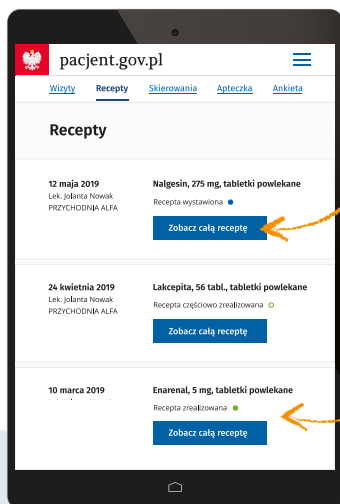 pacjent.gov.pl
Wizyty Recepty Skierowania Apteczka Ankieta
Recepty
12 maja 2019
Lek. Jolanta Nowak
PRZYCHODNIA ALFA
Nalgesin, 275 mg, tabletki powlekane
Recepta wystawiona
Zobacz całą receptę
24 kwietnia 2019
Lek. Jolanta Nowak
PRZYCHODNIA ALFA
Lakcepita, 56 tabl., tabletki powlekane
Recepta częściowo zrealizowana
Zobacz całą receptę
10 marca 2019
Enarenal, 5 mg, tabletki powlekane
Recepta zrealizowana
Zobacz całą receptę